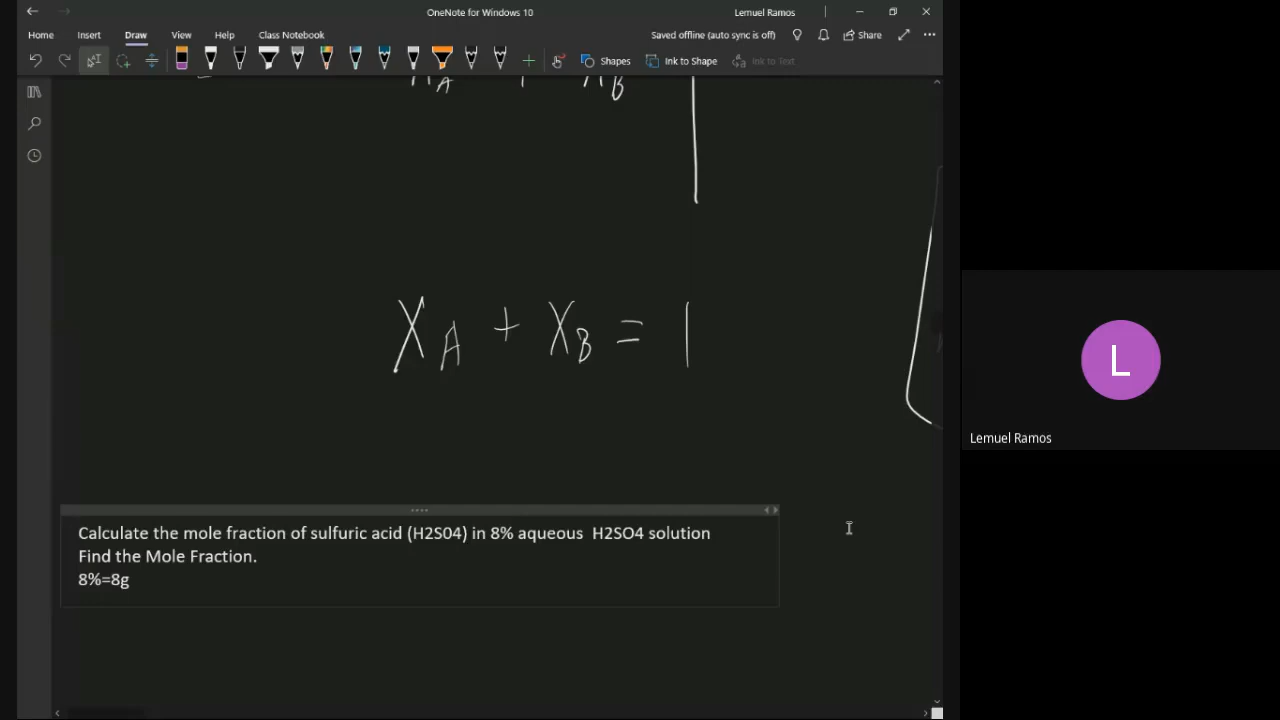 OneNote for Windows 10
Lemuel Ramos
Home Insert Draw View Help Class Notebook
Saved offline (auto sync is off) Share
Shapes Ink to Shape Ink to Text
X A + X B
X A + X B = 1
Calculate the mole fraction of sulfuric acid (H2S04) in 8% aqueous H2SO4 solution
Find the Mole Fraction.
8%=8g
L
Lemuel Ramos